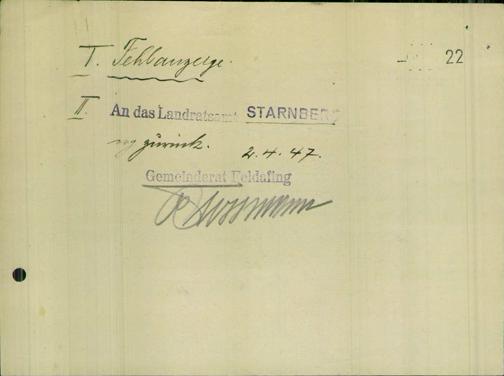 22
I. Fehlanzeige.
II. An das Landratsamt STARNBERG
zurück. 2.4.47.
Gemeinderat Feldafing